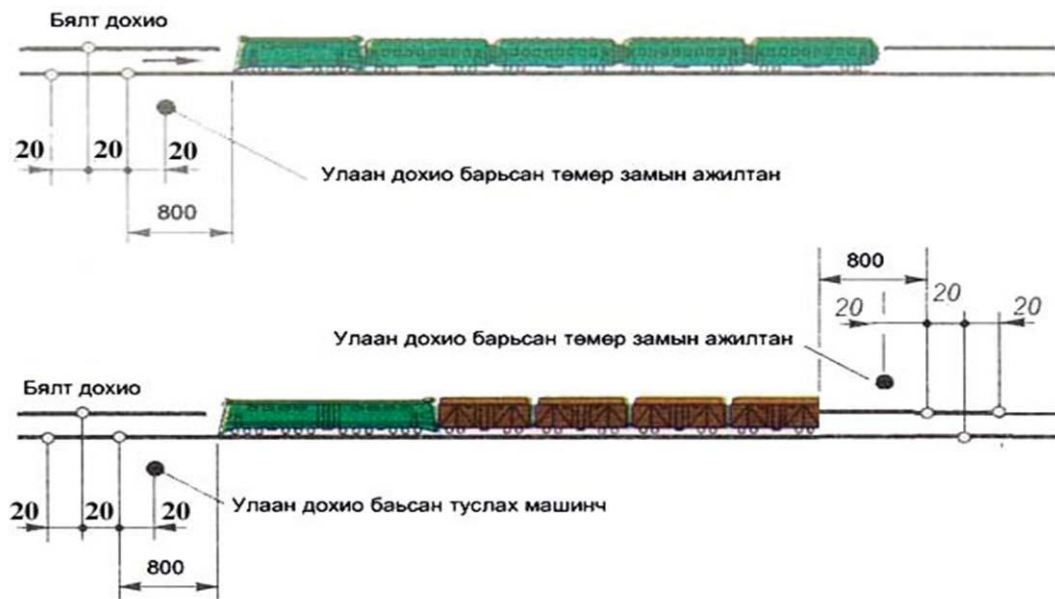 Бялт дохио
20 20 20
Улаан дохио барьсан төмөр замын ажилтан
800
800
20 20 20
Улаан дохио барьсан төмөр замын ажилтан
Бялт дохио
20 20 20
Улаан дохио баьсан туслах машинч
800